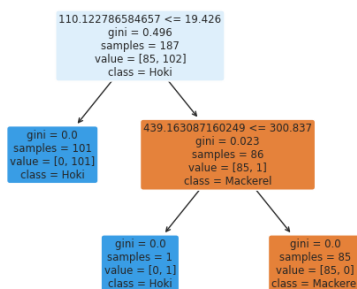 110.122786584657 <= 19.426
gini = 0.496
samples = 187
value = [85, 102]
class = Hoki
gini = 0.0
samples = 101
value = [0, 101]
class = Hoki
439.163087160249 <= 300.837
gini = 0.023
samples = 86
value = [85, 1]
class = Mackerel
gini = 0.0
samples = 1
value = [0, 1]
class = Hoki
gini = 0.0
samples = 85
value = [85, 0]
class = Mackerel